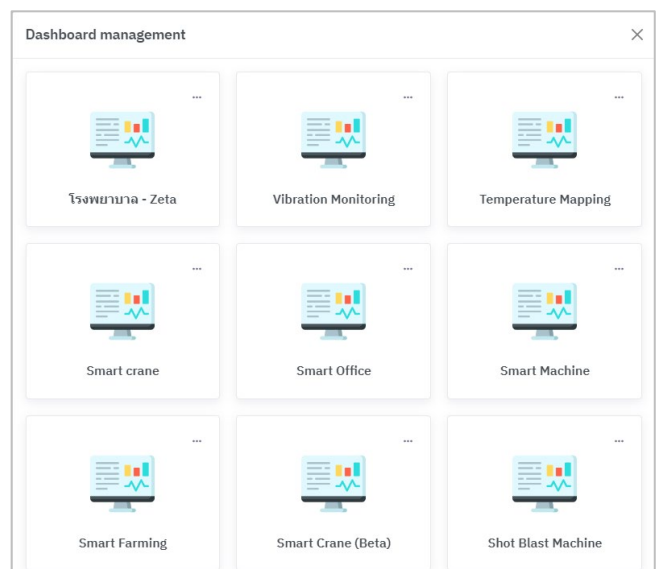 Dashboard management
โรงพยาบาล - Zeta
Vibration Monitoring
Temperature Mapping
Smart crane
Smart Office
Smart Machine
Smart Farming
Smart Crane (Beta)
Shot Blast Machine